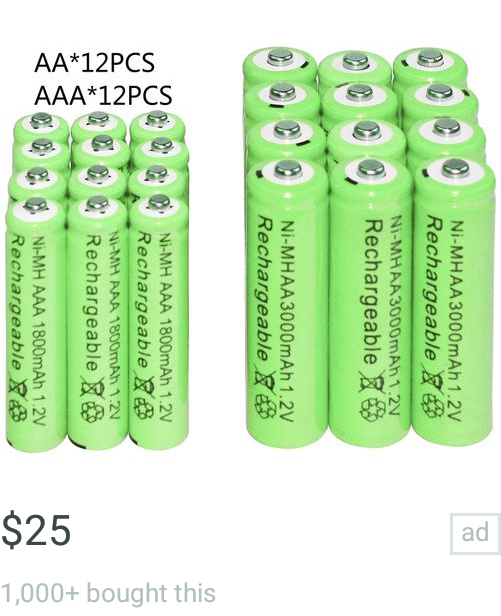 AA*12PCS
AAA*12PCS
Ni-MH AAA 1800mAh 1.2V
Rechargeable
Ni-MH AAA 1800mAh 1.2V
Rechargeable
Ni-MH AAA 1800mAh 1.2V
Rechargeable
Ni-MHAA3000mAh1.2V
Rechargeable
Ni-MHAA3000mAh1.2V
Rechargeable
Ni-MHAA3000mAh1.2V
Rechargeable
$25
ad
1,000+ bought this